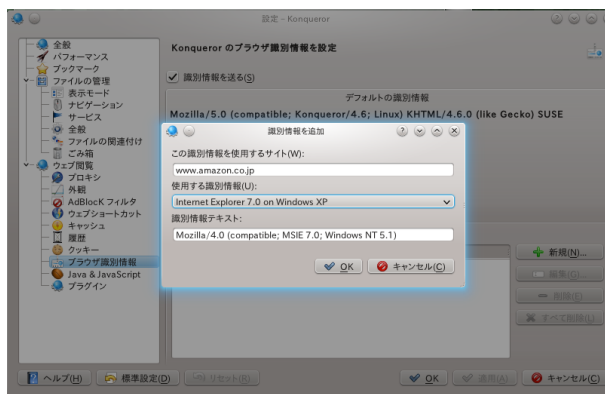 設定 – Konqueror
全般
パフォーマンス
ブックマーク
ファイルの管理
表示モード
ナビゲーション
サービス
全般
ファイルの関連付け
ごみ箱
ウェブ閲覧
プロキシ
外観
AdBlocK フィルタ
ウェブショートカット
キャッシュ
履歴
クッキー
ブラウザ識別情報
Java & JavaScript
プラグイン
Konqueror のブラウザ識別情報を設定
識別情報を送る(S)
デフォルトの識別情報
Mozilla/5.0 (compatible; Konqueror/4.6; Linux) KHTML/4.6.0 (like Gecko) SUSE
識別情報を追加
この識別情報を使用するサイト(W):
www.amazon.co.jp
使用する識別情報(U):
Internet Explorer 7.0 on Windows XP
識別情報テキスト:
Mozilla/4.0 (compatible; MSIE 7.0; Windows NT 5.1)
OK
キャンセル(C)
新規(N)...
削除(E)
すべて削除(L)
ヘルプ(H)
標準設定(D)
リセット(R)
OK
適用(A)
キャンセル(C)